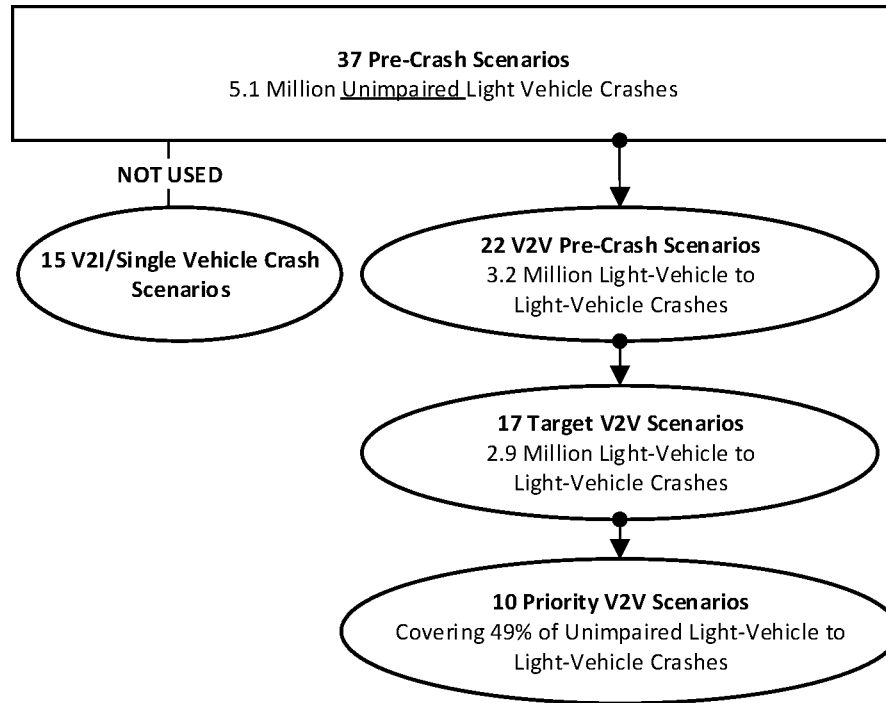 37 Pre-Crash Scenarios
5.1 Million Unimpaired Light Vehicle Crashes
NOT USED
15 V2I/Single Vehicle Crash
Scenarios
22 V2V Pre-Crash Scenarios
3.2 Million Light-Vehicle to
Light-Vehicle Crashes
17 Target V2V Scenarios
2.9 Million Light-Vehicle to
Light-Vehicle Crashes
10 Priority V2V Scenarios
Covering 49% of Unimpaired Light-Vehicle to
Light-Vehicle Crashes